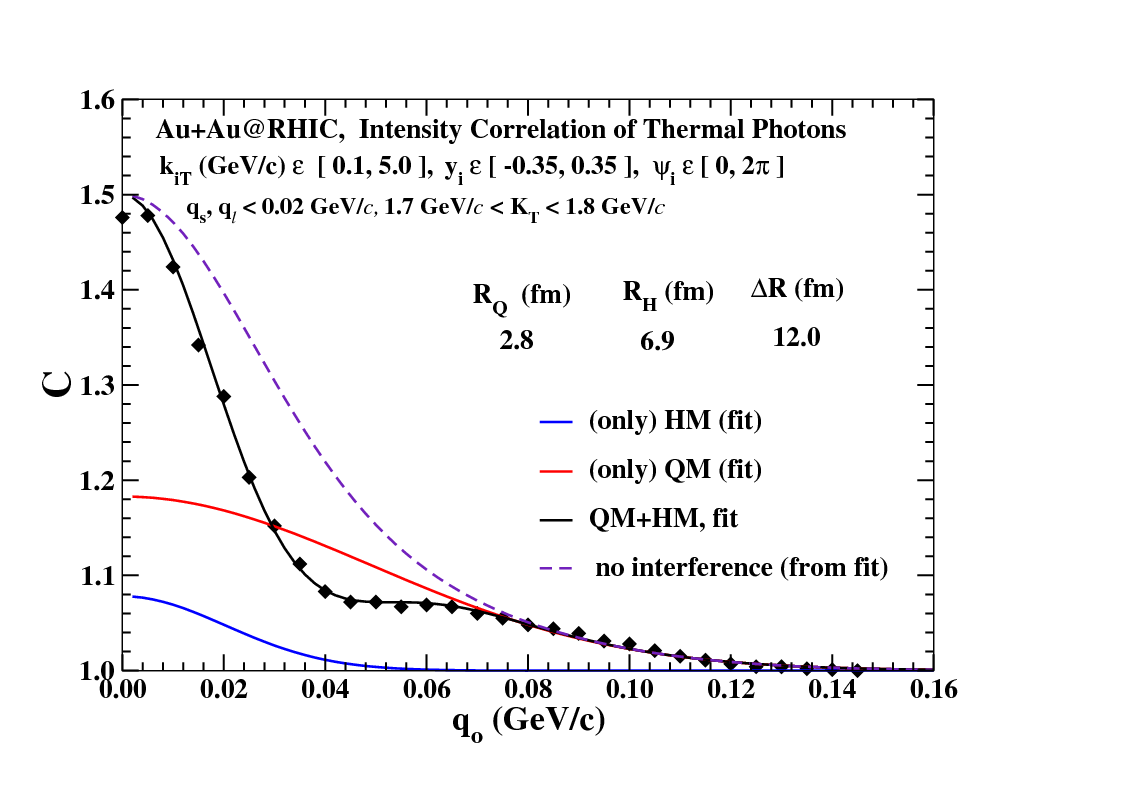 Au+Au@RHIC, Intensity Correlation of Thermal Photons
k_iT (GeV/c) ε [ 0.1, 5.0 ], y_i ε [ -0.35, 0.35 ], ψ_i ε [ 0, 2π ]
q_s, q_l < 0.02 GeV/c, 1.7 GeV/c < K_T < 1.8 GeV/c
R_Q (fm) R_H (fm) ΔR (fm)
2.8 6.9 12.0
(only) HM (fit)
(only) QM (fit)
QM+HM, fit
no interference (from fit)
C
1.6
1.5
1.4
1.3
1.2
1.1
1.0
0.00 0.02 0.04 0.06 0.08 0.10 0.12 0.14 0.16
q_o (GeV/c)